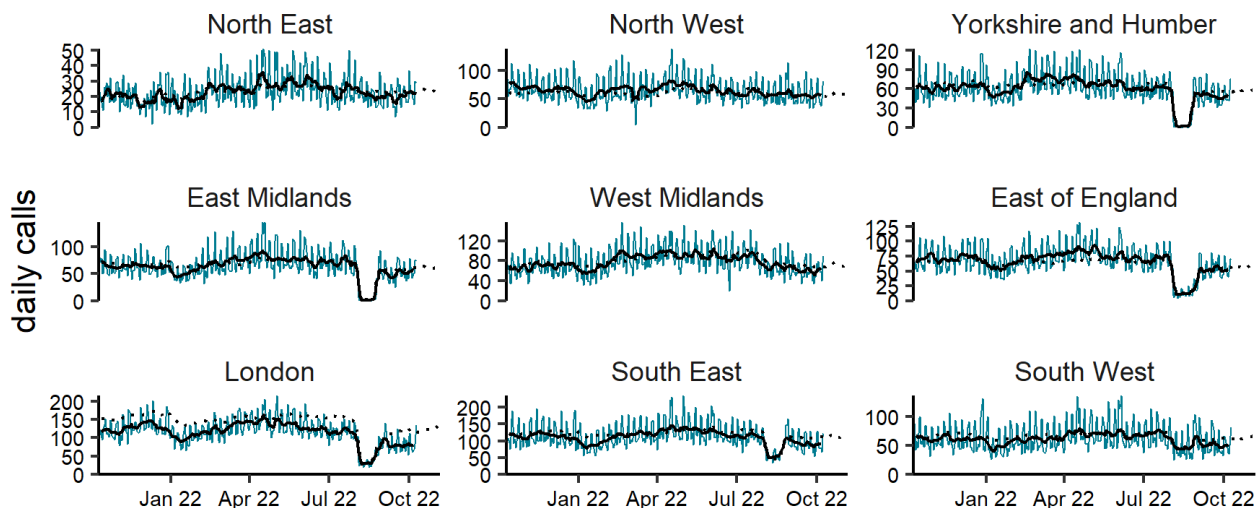 North East North West Yorkshire and Humber
50 40 30 20 10 0
100 50 0
120 90 60 30 0
daily calls
East Midlands West Midlands East of England
100 50 0
120 80 40 0
125 100 75 50 25 0
London South East South West
200 150 100 50 0
200 150 100 50 0
100 50 0
Jan 22 Apr 22 Jul 22 Oct 22 Jan 22 Apr 22 Jul 22 Oct 22 Jan 22 Apr 22 Jul 22 Oct 22